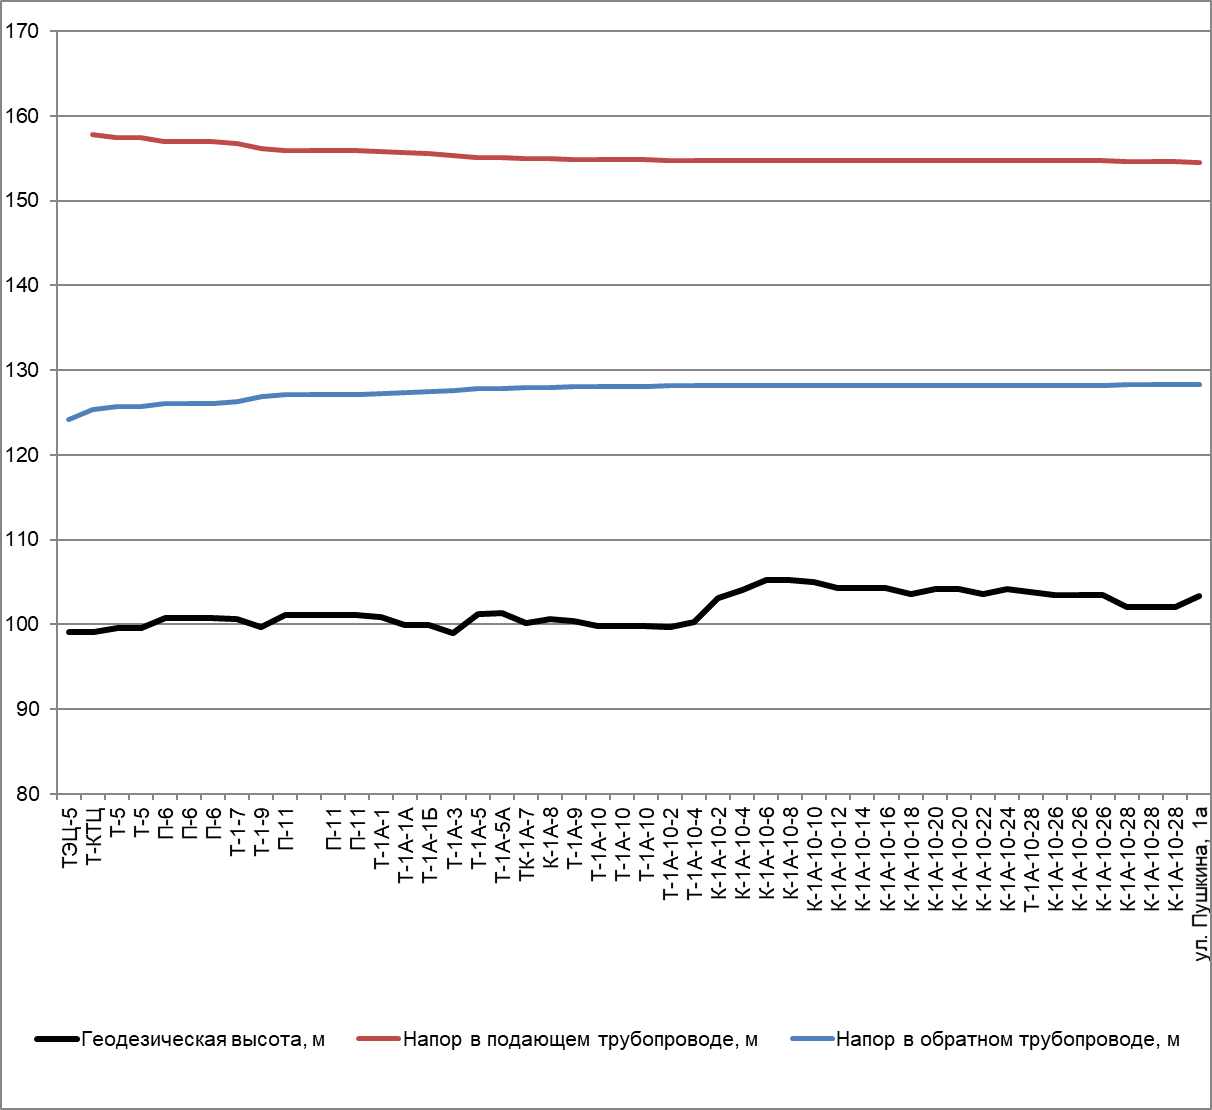 170
160
150
140
130
120
110
100
90
80
ТЭЦ-5
Т-КТЦ
Т-5
Т-5
П-6
П-6
П-6
Т-1-7
Т-1-9
П-11
П-11
П-11
Т-1А-1
Т-1А-1А
Т-1А-1Б
Т-1А-3
Т-1А-5
Т-1А-5А
ТК-1А-7
К-1А-8
Т-1А-9
Т-1А-10
Т-1А-10
Т-1А-10
Т-1А-10-2
Т-1А-10-4
К-1А-10-2
К-1А-10-4
К-1А-10-6
К-1А-10-8
К-1А-10-10
К-1А-10-12
К-1А-10-14
К-1А-10-16
К-1А-10-18
К-1А-10-20
К-1А-10-20
К-1А-10-22
К-1А-10-24
Т-1А-10-28
К-1А-10-26
К-1А-10-26
К-1А-10-26
К-1А-10-28
К-1А-10-28
К-1А-10-28
ул. Пушкина, 1а
Геодезическая высота, м
Напор в подающем трубопроводе, м
Напор в обратном трубопроводе, м